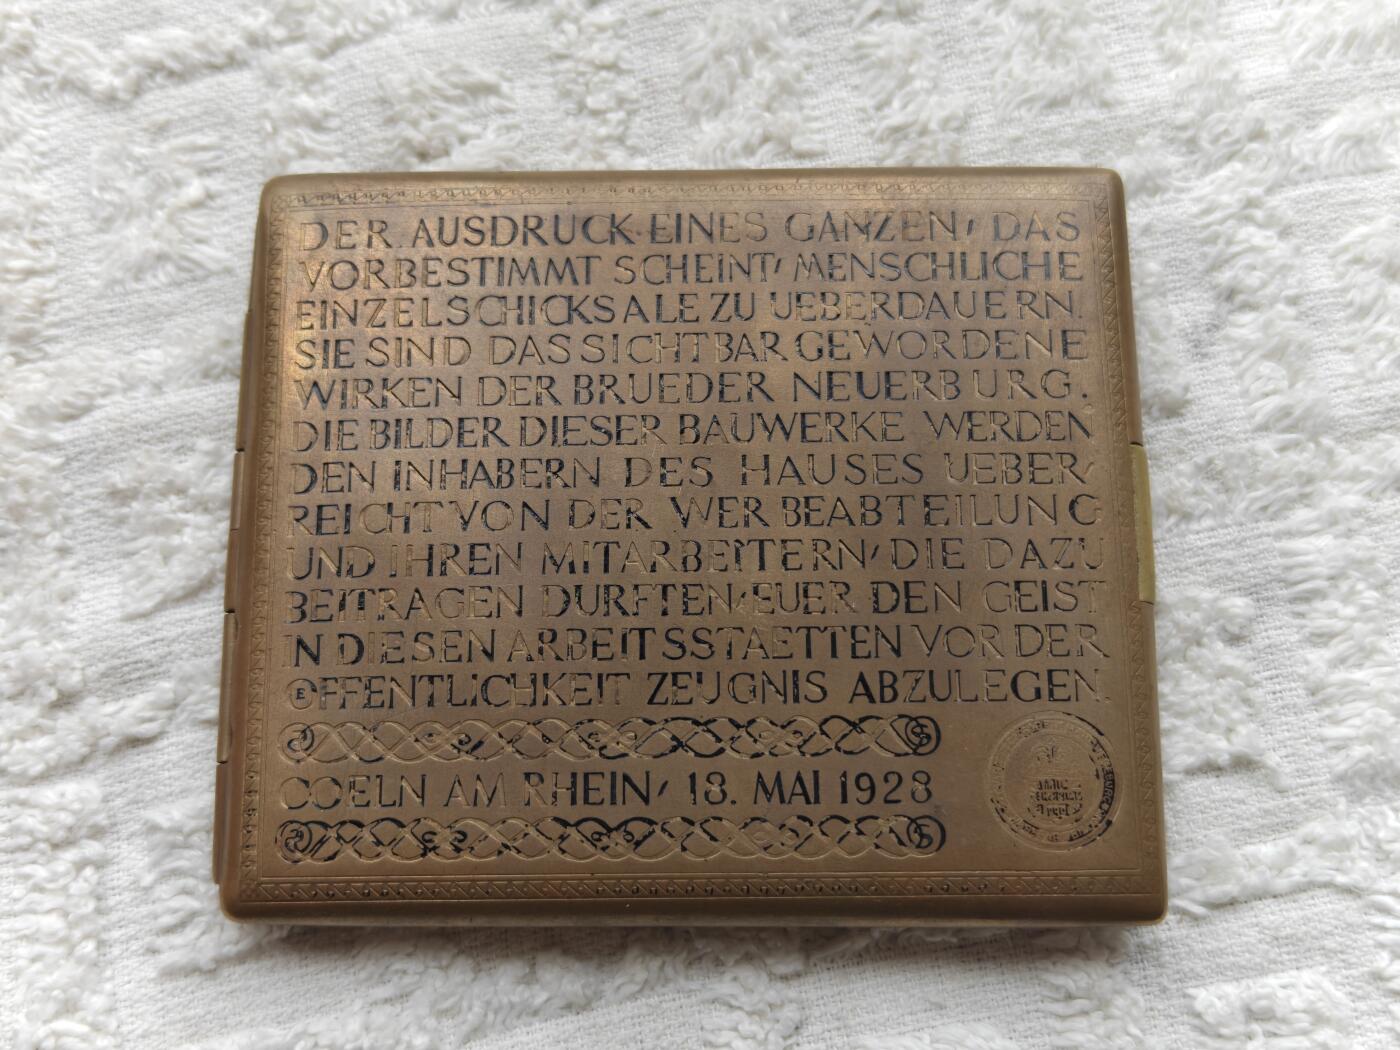 DER AUSDRUCK EINES GANZEN, DAS
VORBESTIMMT SCHEINT, MENSCHLICHE
EINZELSCHICKSALE ZU UEBERDAUERN.
SIE SIND DAS SICHTBAR GEWORDENE
WIRKEN DER BRUEDER NEUERBURG.
DIE BILDER DIESER BAUWERKE WERDEN
DEN INHABERN DES HAUSES UEBER-
REICHT VON DER WERBEABTEILUNG
UND IHREN MITARBEITERN, DIE DAZU
BEITRAGEN DURFTEN, FUER DEN GEIST
IN DIESEN ARBEITSSTAETTEN VOR DER
OEFFENTLICHKEIT ZEUGNIS ABZULEGEN.
COELN AM RHEIN, 18. MAI 1928